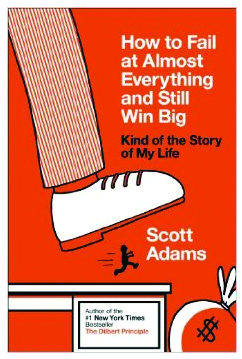 How to Fail
at Almost
Everything
and Still
Win Big
Kind of the Story
of My Life
Scott
Adams
Author of the
#1 New York Times
Bestseller
The Dilbert Principle
$